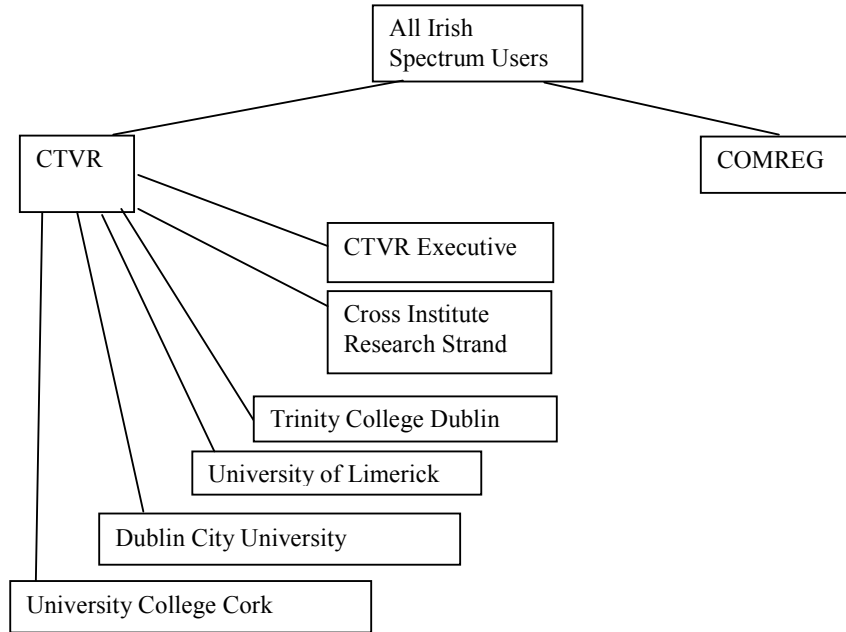 All Irish
Spectrum Users
CTVR
COMREG
CTVR Executive
Cross Institute
Research Strand
Trinity College Dublin
University of Limerick
Dublin City University
University College Cork